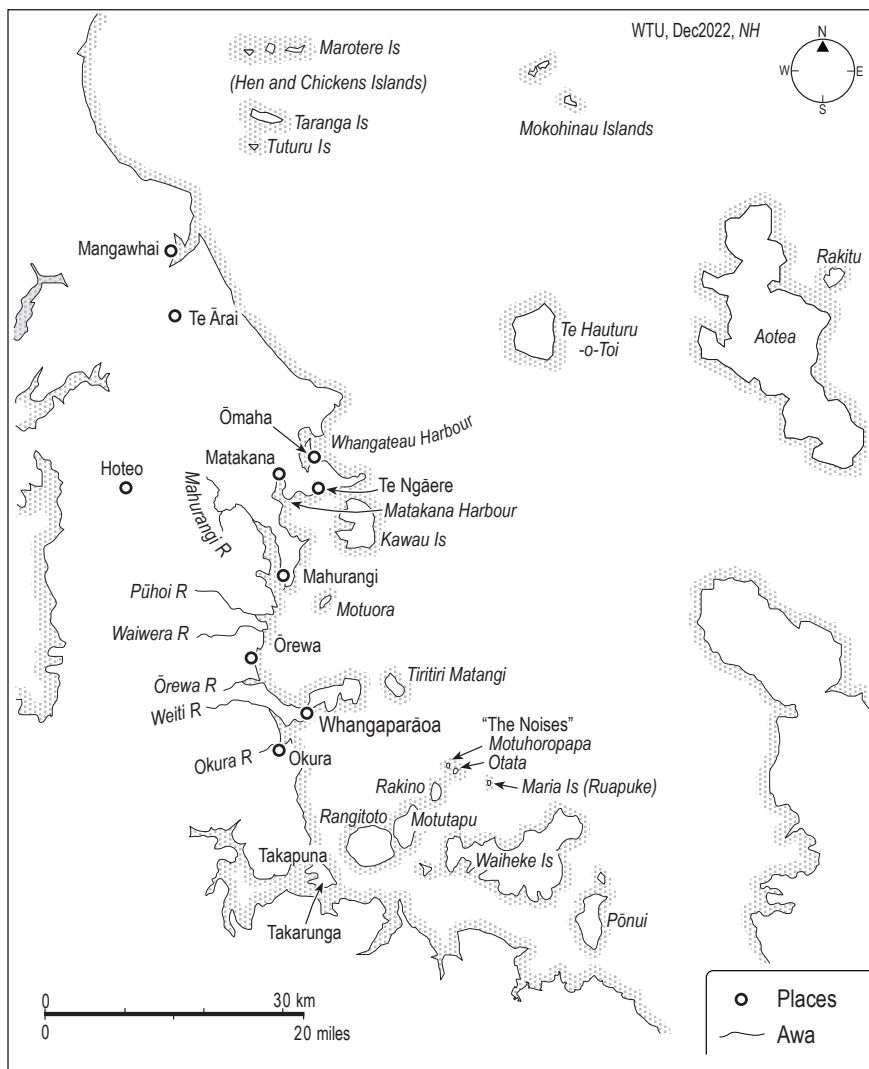 WTU, Dec2022, NH
N
W
E
S
Marotere Is
(Hen and Chickens Islands)
Taranga Is
Tuturu Is
Mokohinau Islands
Mangawhai
Te Ārai
Rakitu
Te Hauturu
-o-Toi
Aotea
Ōmaha
Whangateau Harbour
Matakana
Hoteo
Te Ngāere
Matakana Harbour
Mahurangi R
Kawau Is
Mahurangi
Pūhoi R
Motuora
Waiwera R
Ōrewa
Ōrewa R
Tiritiri Matangi
Weiti R
Whangaparāoa
"The Noises"
Motuhoropapa
Otata
Okura R
Okura
Maria Is (Ruapuke)
Rakino
Rangitoto
Motutapu
Takapuna
Waiheke Is
Takarunga
Pōnui
0
30 km
0
20 miles
Places
Awa